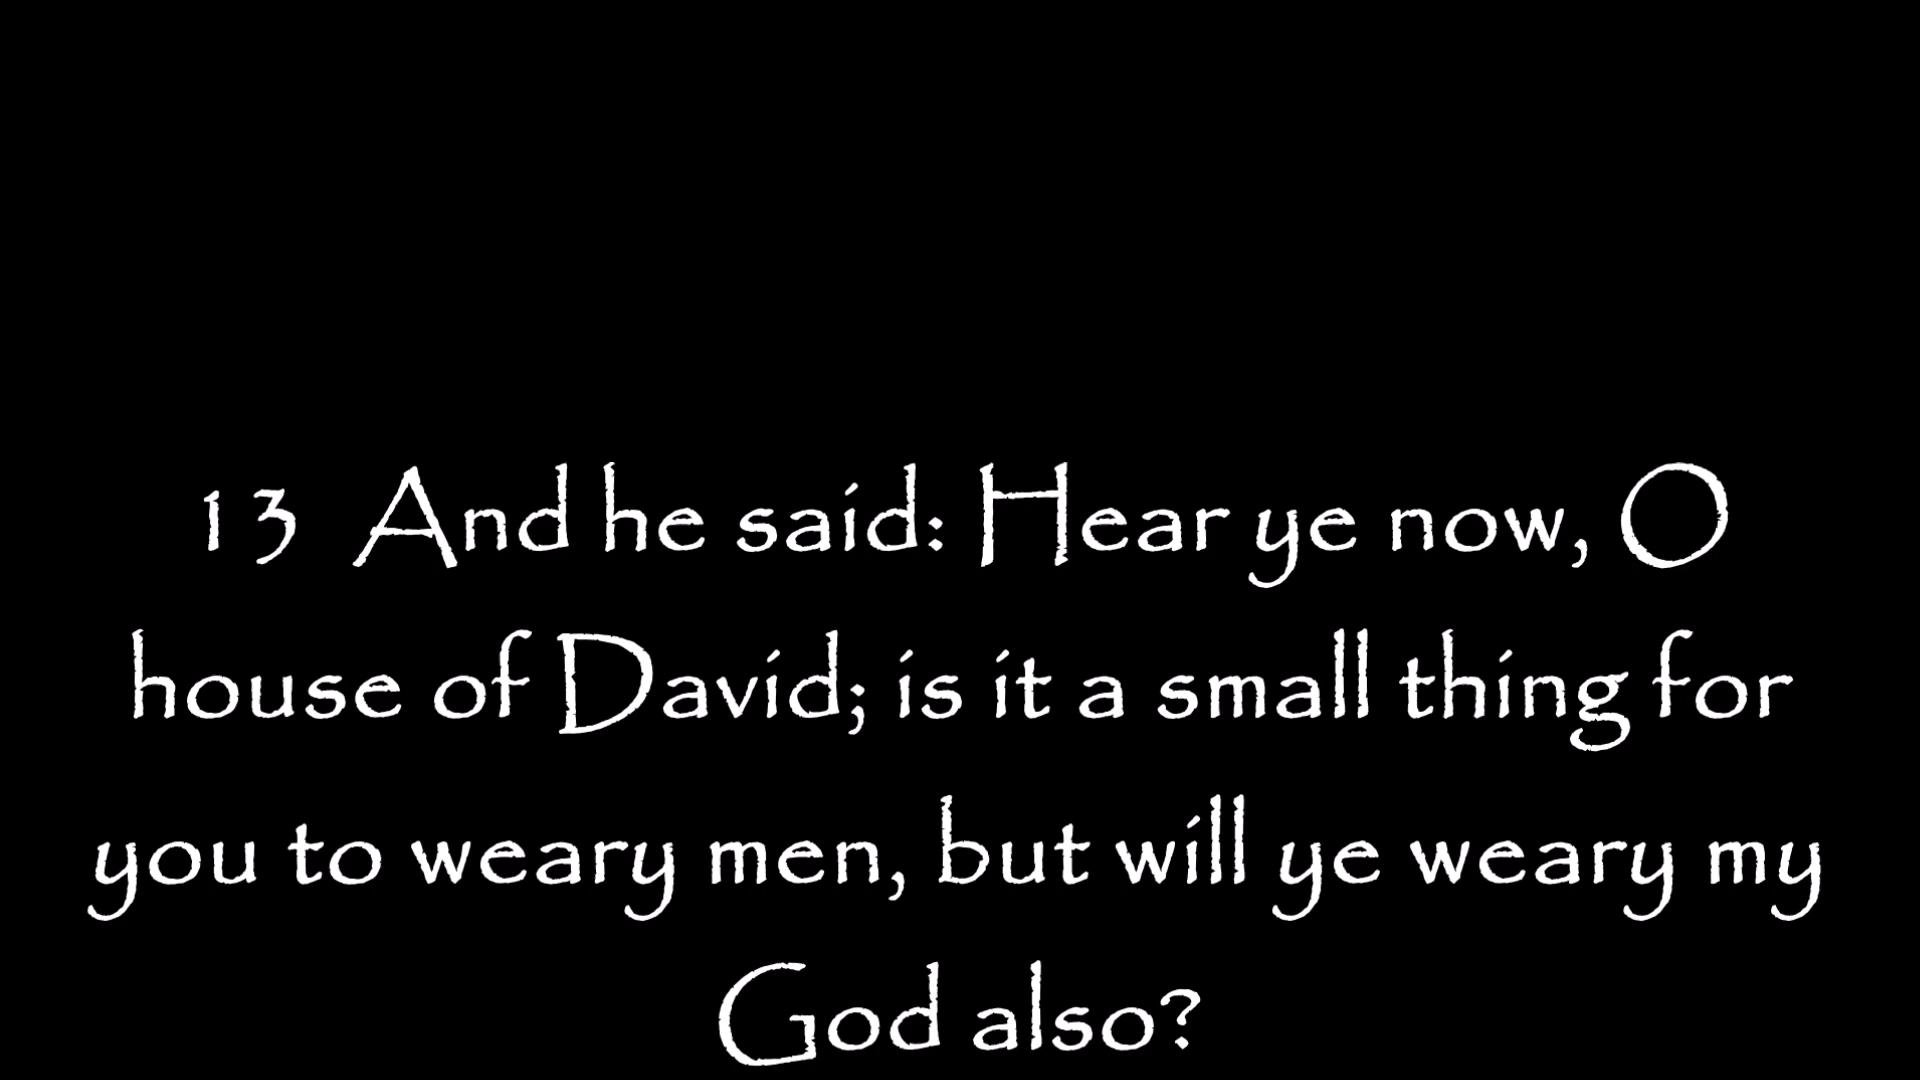 13 And he said: Hear ye now, O
house of David; is it a small thing for
you to weary men, but will ye weary my
God also?